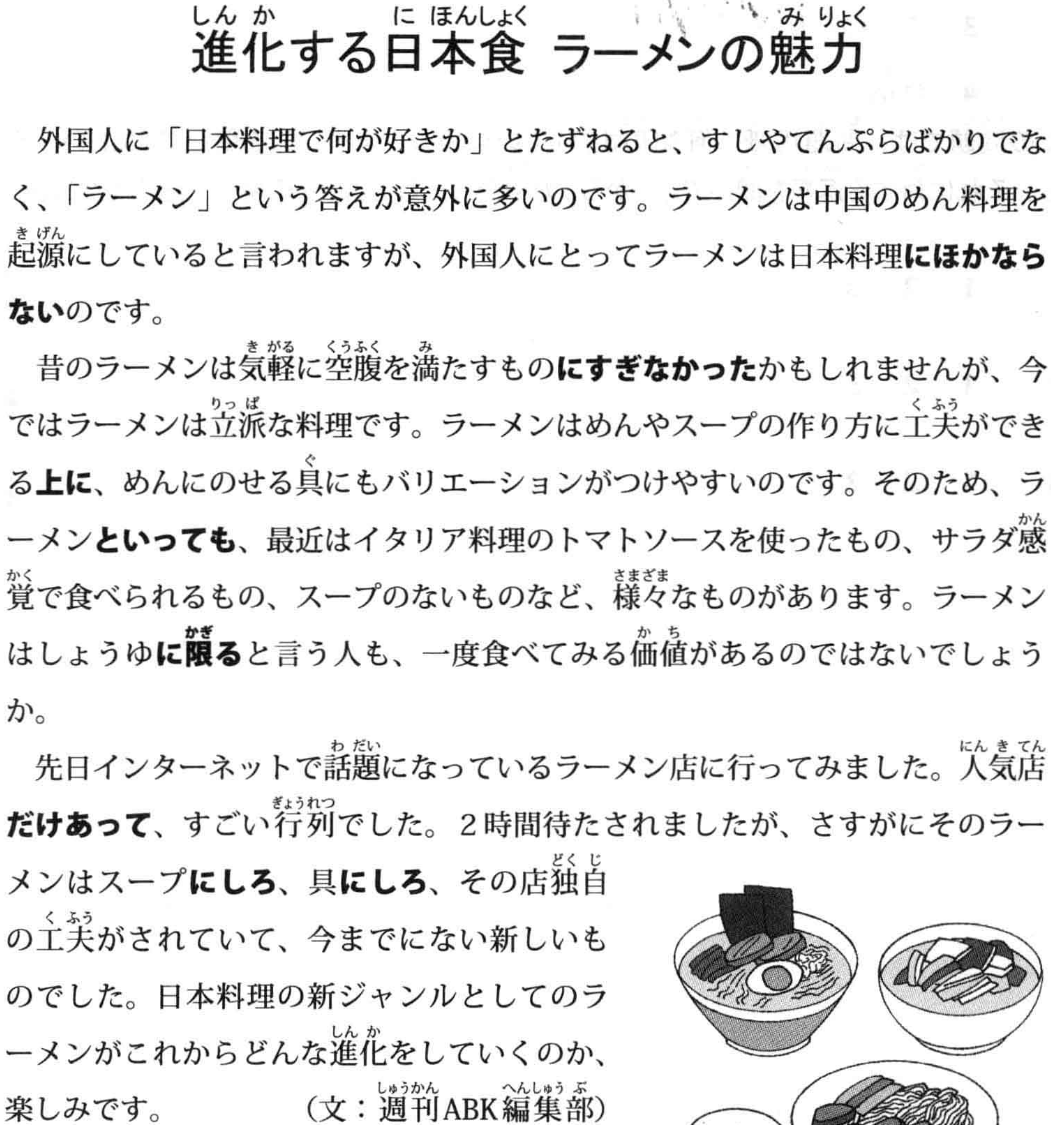 進化する日本食 ラーメンの魅力
外国人に「日本料理で何が好きか」とたずねると、すしやてんぷらばかりでな
く、「ラーメン」という答えが意外に多いのです。ラーメンは中国のめん料理を
起源にしていると言われますが、外国人にとってラーメンは日本料理にほかなら
ないのです。
昔のラーメンは気軽に空腹を満たすものにすぎなかったかもしれませんが、今
ではラーメンは立派な料理です。ラーメンはめんやスープの作り方に工夫ができ
る上に、めんにのせる具にもバリエーションがつけやすいのです。そのため、ラ
ーメンといっても、最近はイタリア料理のトマトソースを使ったもの、サラダ感
覚で食べられるもの、スープのないものなど、様々なものがあります。ラーメン
はしょうゆに限ると言う人も、一度食べてみる価値があるのではないでしょう
か。
先日インターネットで話題になっているラーメン店に行ってみました。人気店
だけあって、すごい行列でした。２時間待たされましたが、さすがにそのラー
メンはスープにしろ、具にしろ、その店独自
の工夫がされていて、今までにない新しいも
のでした。日本料理の新ジャンルとしてのラ
ーメンがこれからどんな進化をしていくのか、
楽しみです。 （文：週刊ABK編集部）